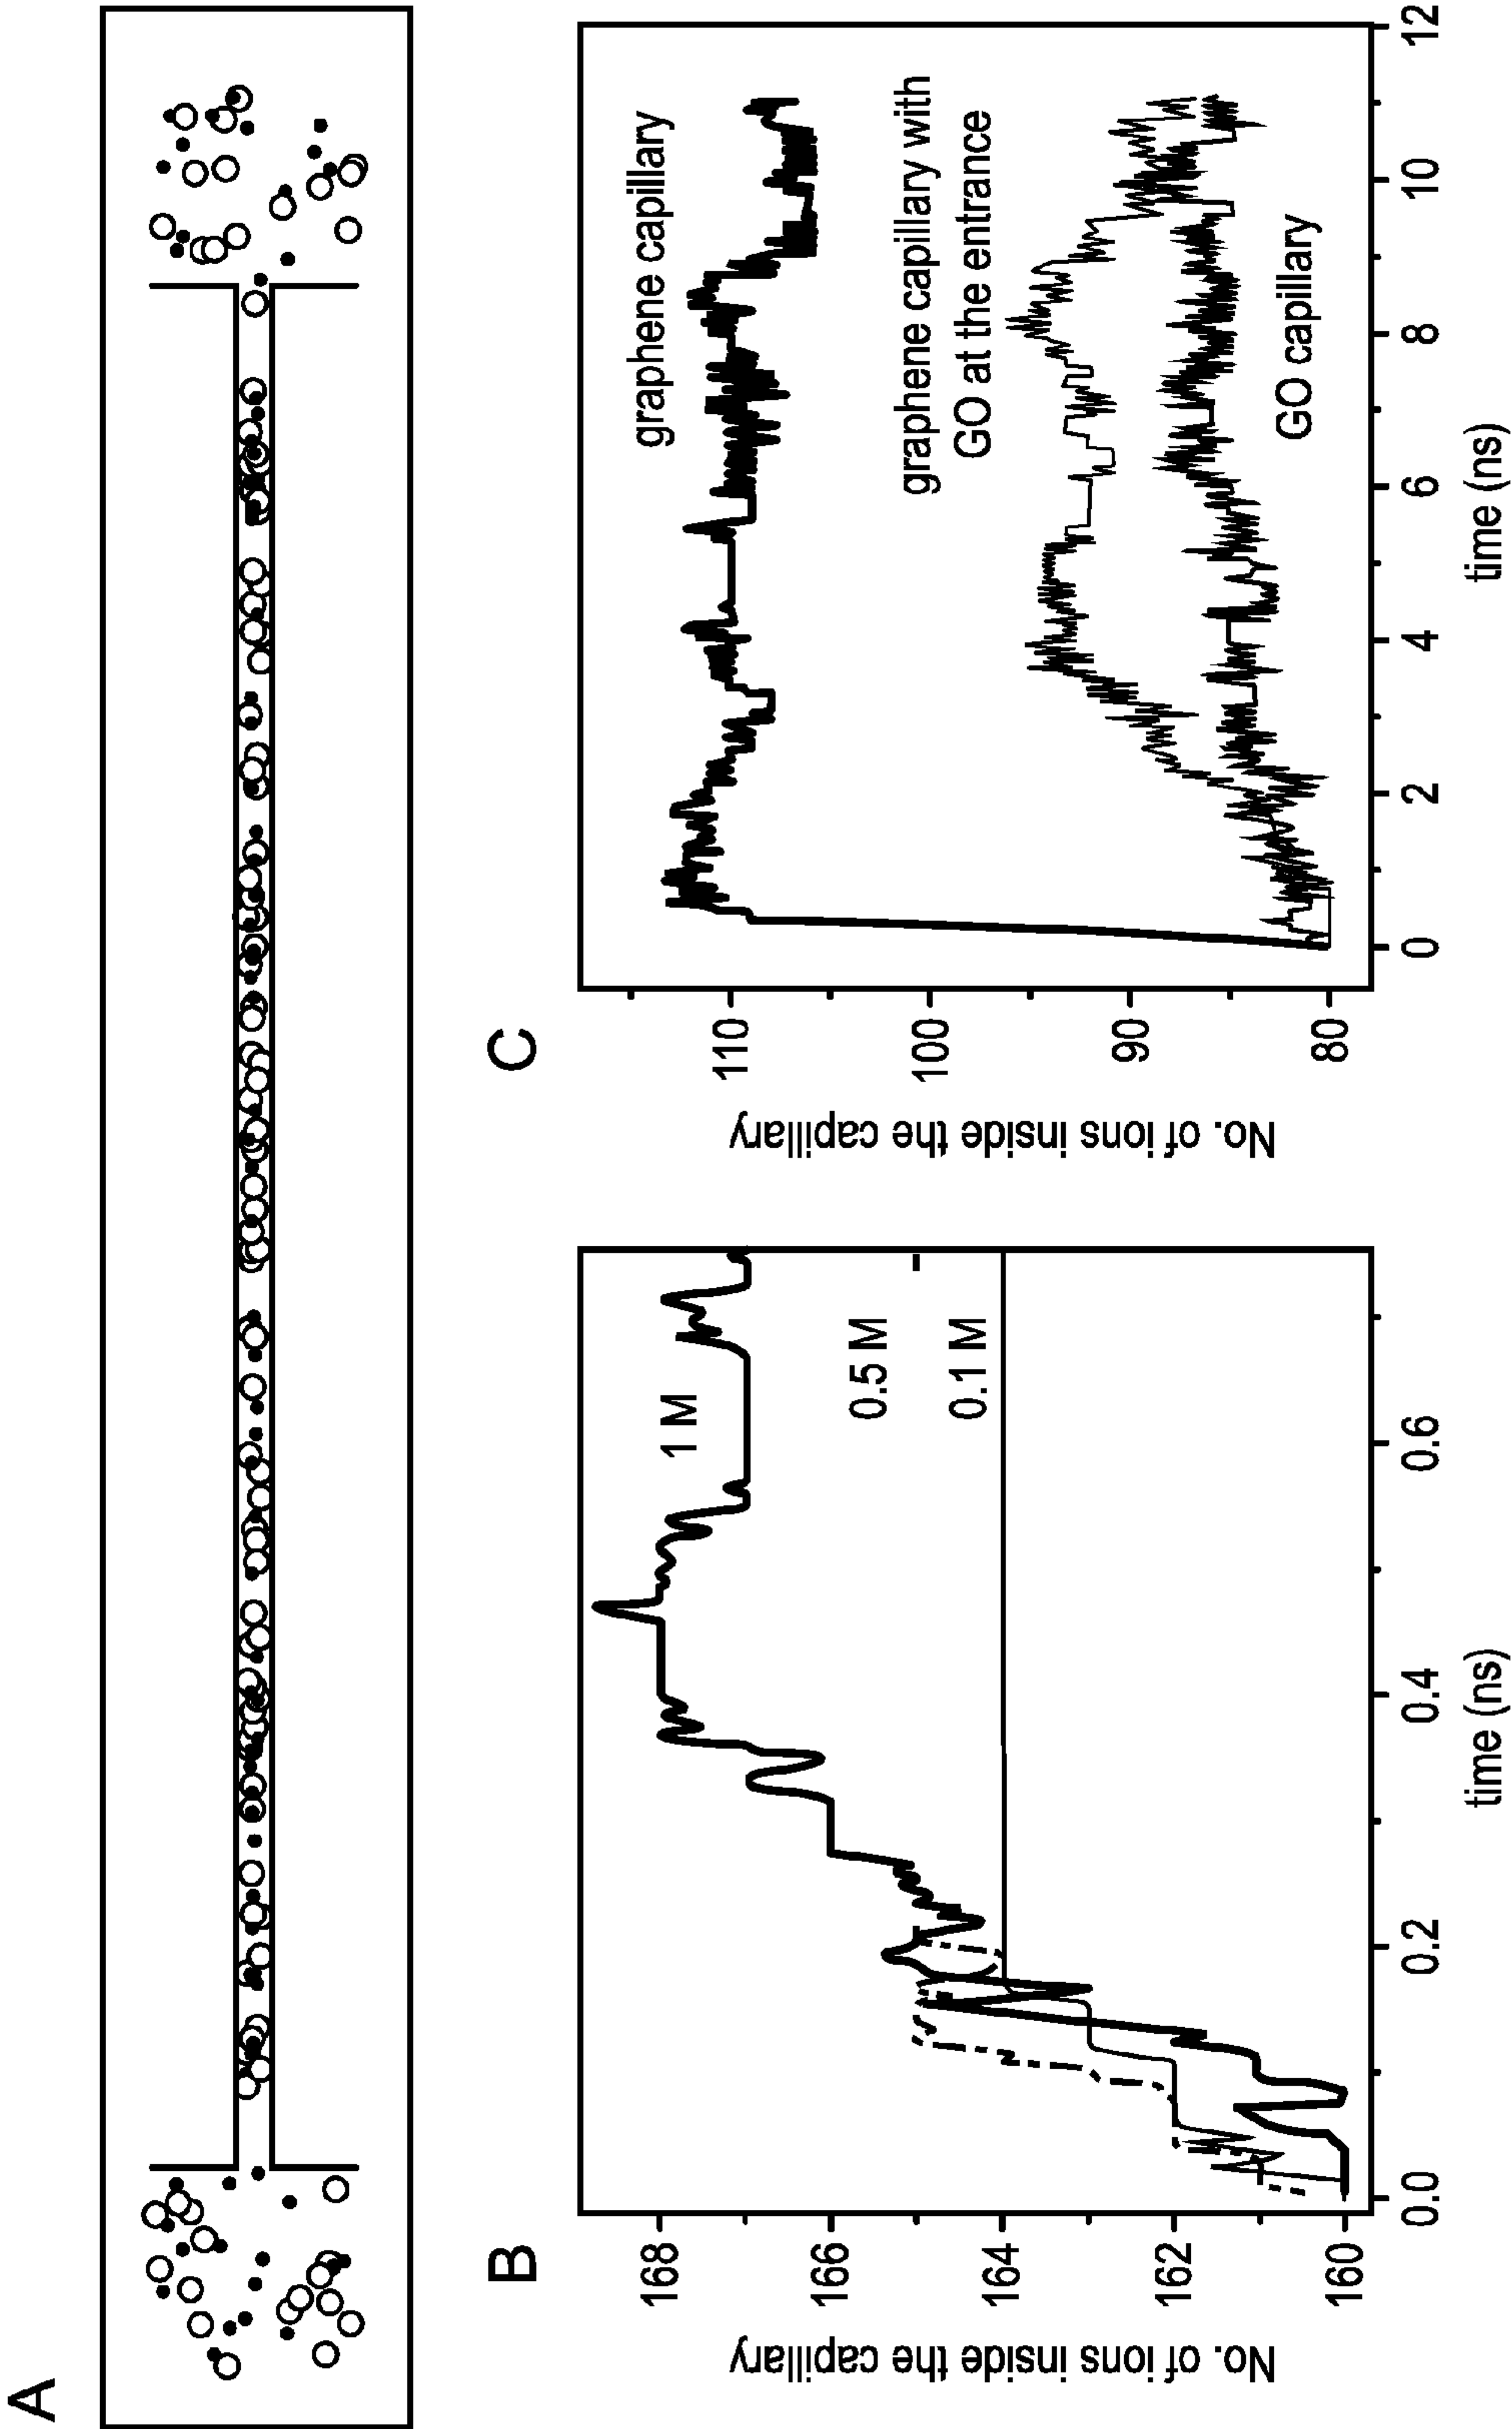 A
B
No. of ions inside the capillary
168
166
164
162
160
1 M
0.5 M
0.1 M
0.0
0.2
0.4
0.6
time (ns)
C
No. of ions inside the capillary
110
100
90
80
graphene capillary
graphene capillary with
GO at the entrance
GO capillary
0
2
4
6
8
10
12
time (ns)